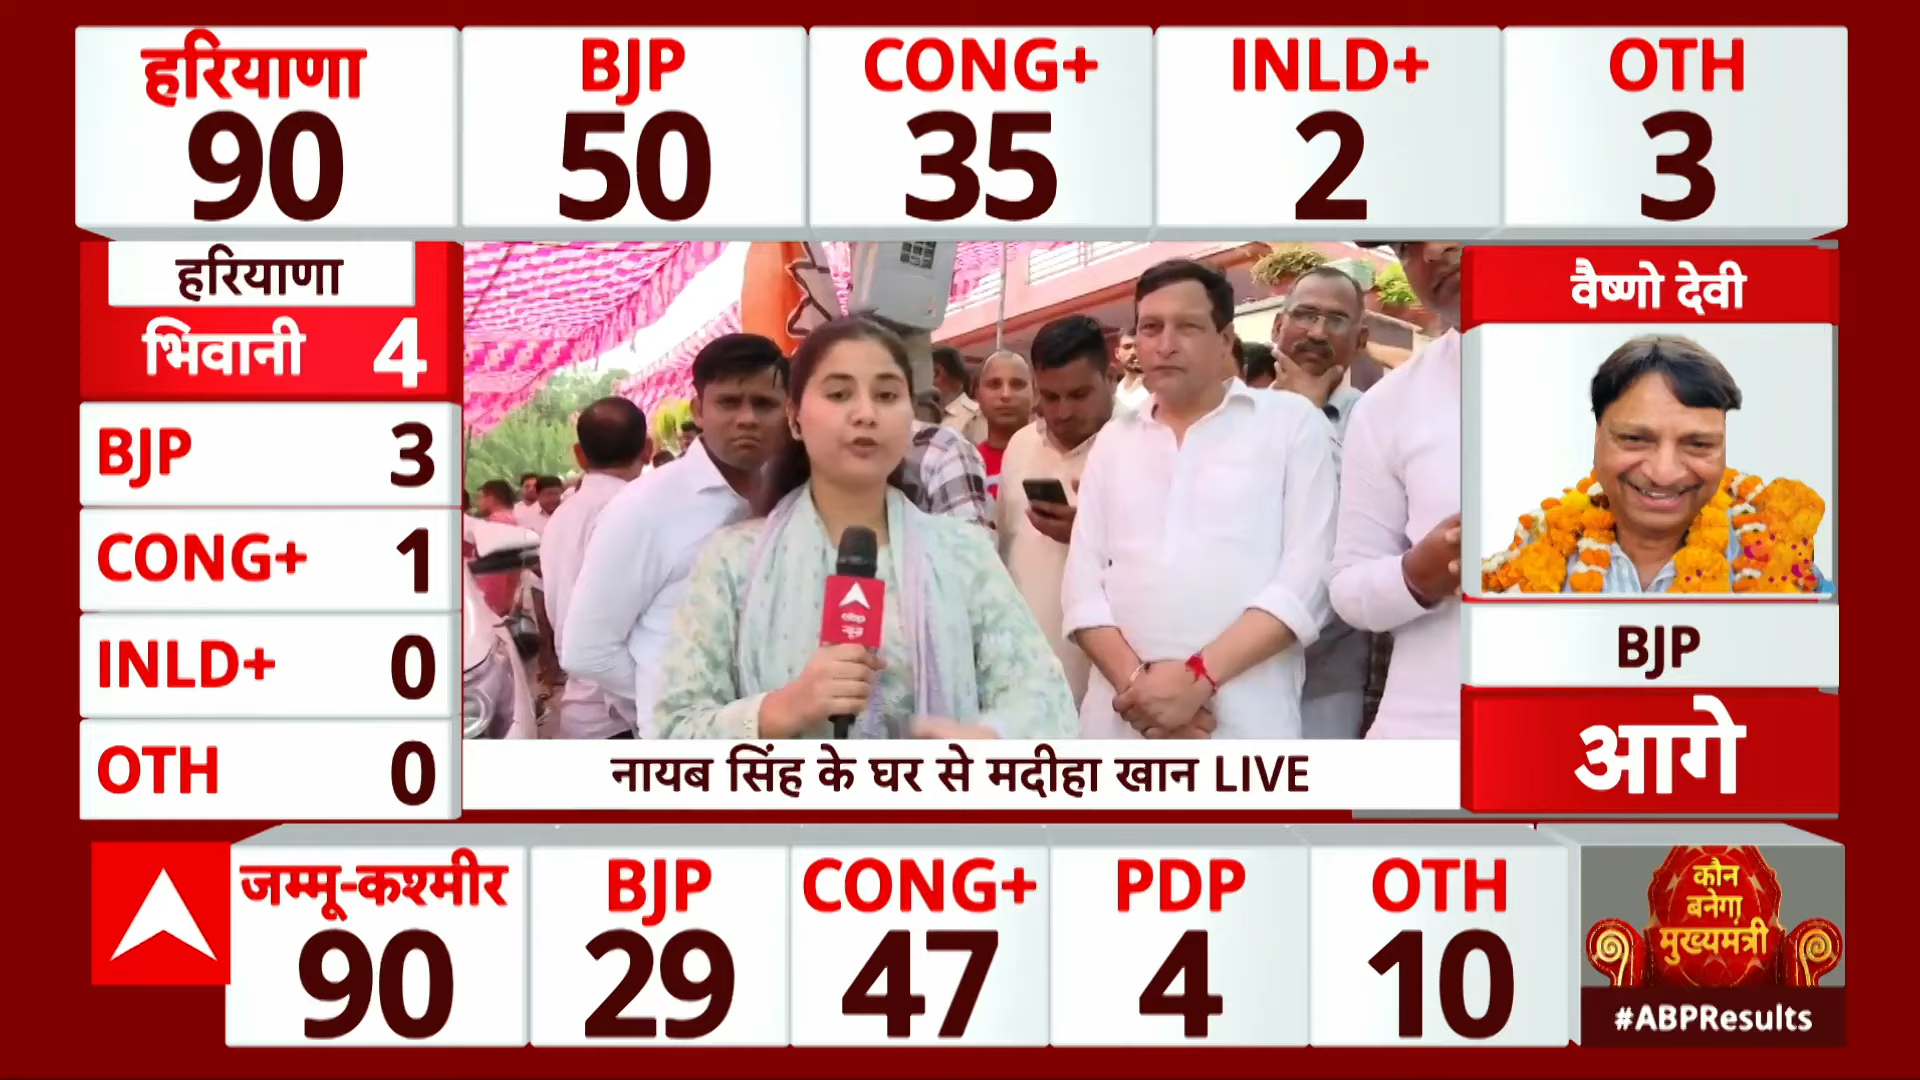 हरियाणा
90
BJP
50
CONG+
35
INLD+
2
OTH
3
हरियाणा
भिवानी 4
BJP 3
CONG+ 1
INLD+ 0
OTH 0
नायब सिंह के घर से मदीहा खान LIVE
वैष्णो देवी
BJP
आगे
जम्मू-कश्मीर
90
BJP
29
CONG+
47
PDP
4
OTH
10
कौन
बनेगा
मुख्यमंत्री
#ABPResults